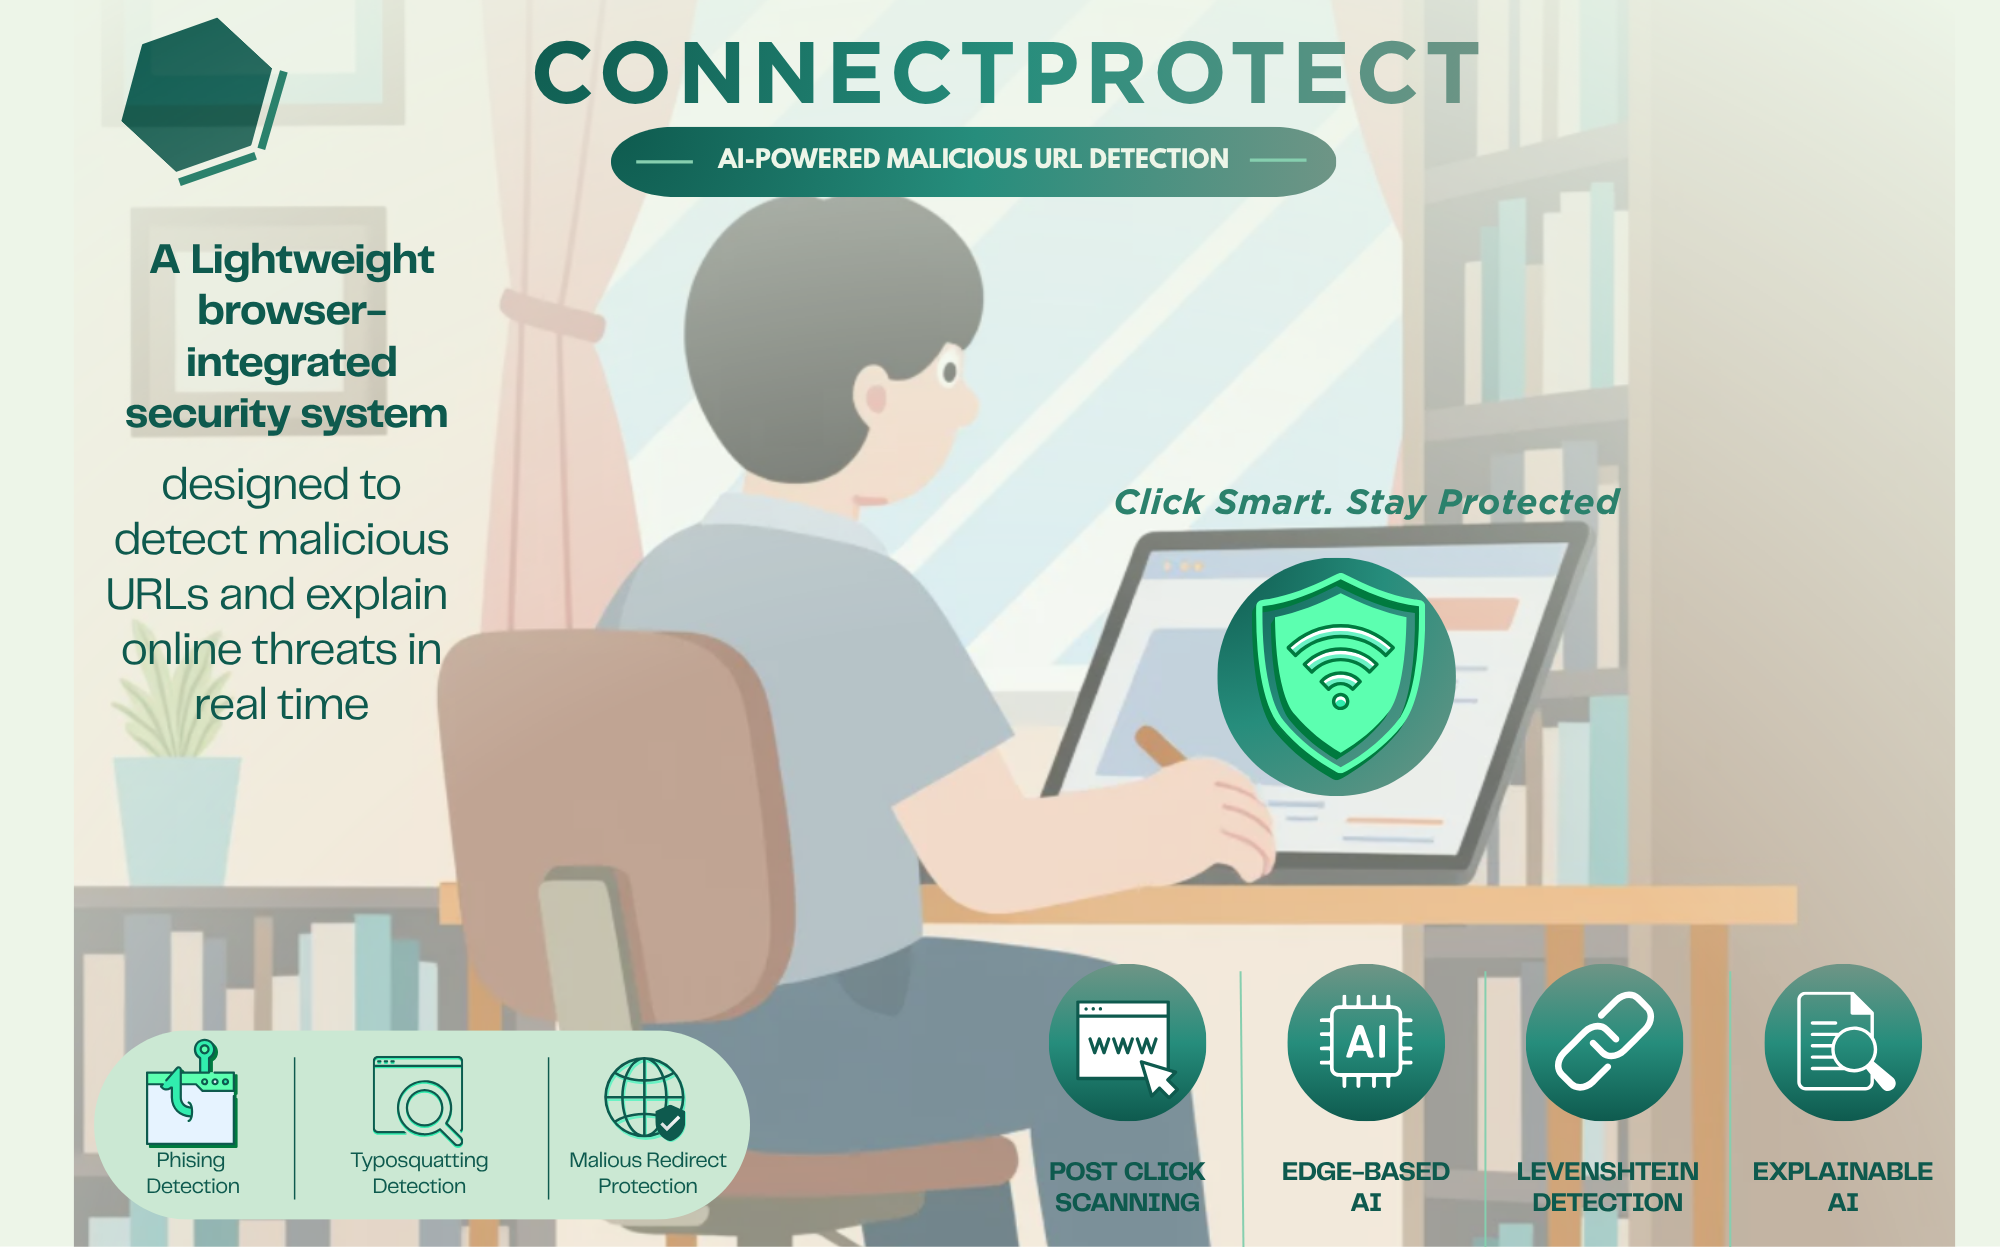 CONNECTPROTECT
AI-POWERED MALICIOUS URL DETECTION
A Lightweight
browser-
integrated
security system
designed to
detect malicious
URLs and explain
online threats in
real time
Click Smart. Stay Protected
Phising
Detection
Typosquatting
Detection
Malious Redirect
Protection
WWW
POST CLICK
SCANNING
AI
EDGE-BASED
AI
LEVENSHTEIN
DETECTION
EXPLAINABLE
AI